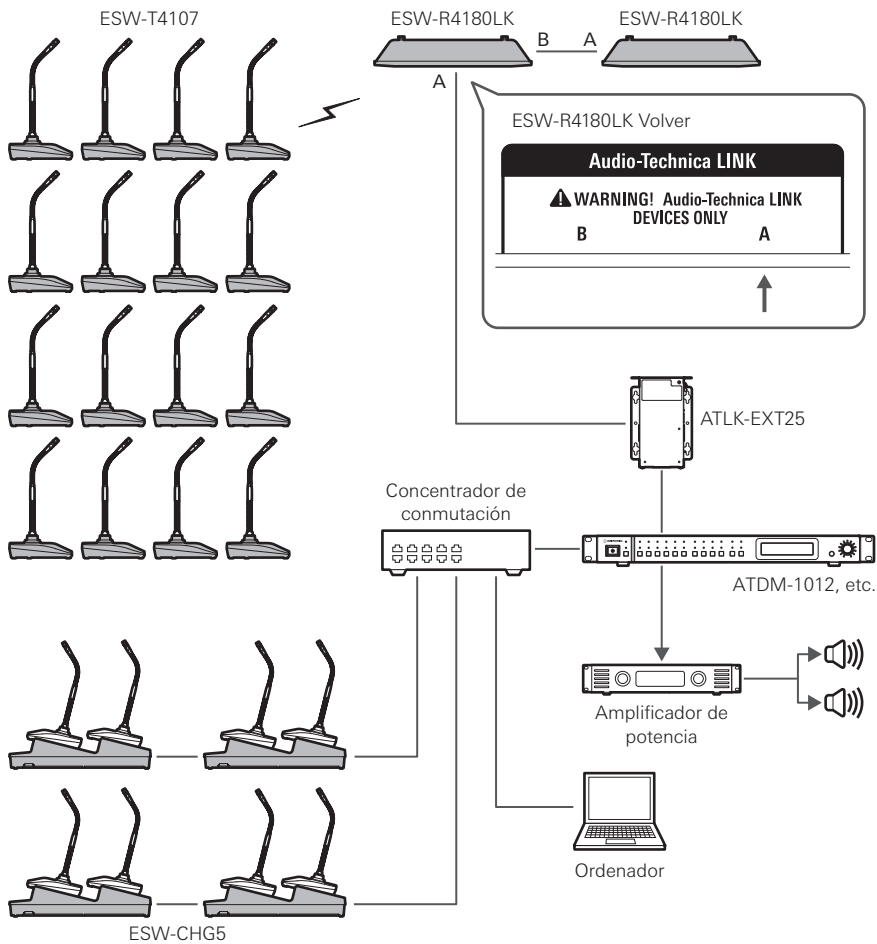 ESW-T4107
ESW-R4180LK
ESW-R4180LK
B
A
A
ESW-R4180LK Volver
Audio-Technica LINK
WARNING! Audio-Technica LINK
DEVICES ONLY
B
A
ATLK-EXT25
Concentrador de
conmutación
ATDM-1012, etc.
Amplificador de
potencia
Ordenador
ESW-CHG5